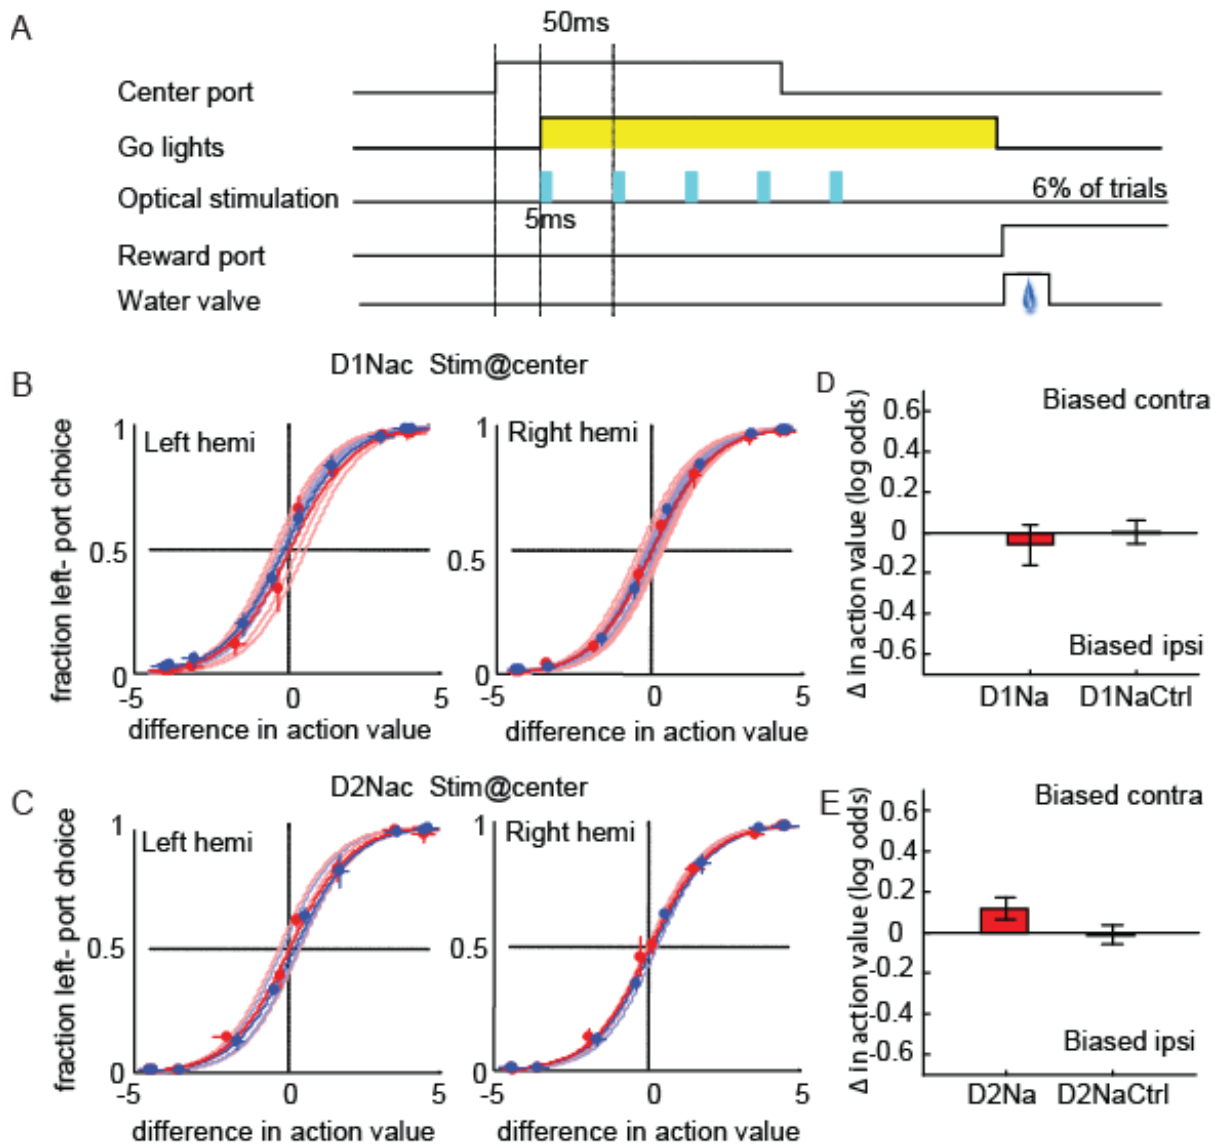 A
50ms
Center port
Go lights
Optical stimulation
6% of trials
5ms
Reward port
Water valve
D1Nac Stim@center
B
Left hemi
Right hemi
fraction left- port choice
1
0.5
0
-5
0
5
difference in action value
1
0.5
0
-5
0
5
difference in action value
D
Biased contra
Δ in action value (log odds)
0.6
0.4
0.2
0
-0.2
-0.4
-0.6
Biased ipsi
D1Na
D1NaCtrl
D2Nac Stim@center
C
Left hemi
Right hemi
fraction left- port choice
1
0.5
0
-5
0
5
difference in action value
1
0.5
0
-5
0
5
difference in action value
E
Biased contra
Δ in action value (log odds)
0.6
0.4
0.2
0
-0.2
-0.4
-0.6
Biased ipsi
D2Na
D2NaCtrl